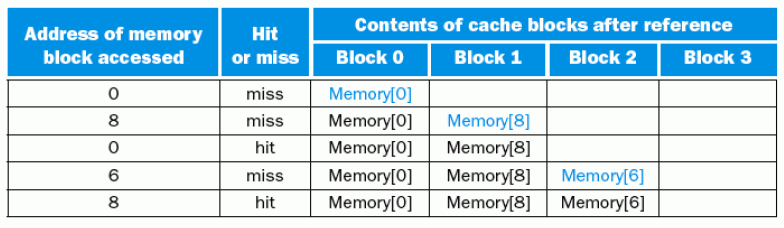 Address of memory block accessed Hit or miss Contents of cache blocks after reference
Block 0 Block 1 Block 2 Block 3
0 miss Memory[0]
8 miss Memory[0] Memory[8]
0 hit Memory[0] Memory[8]
6 miss Memory[0] Memory[8] Memory[6]
8 hit Memory[0] Memory[8] Memory[6]